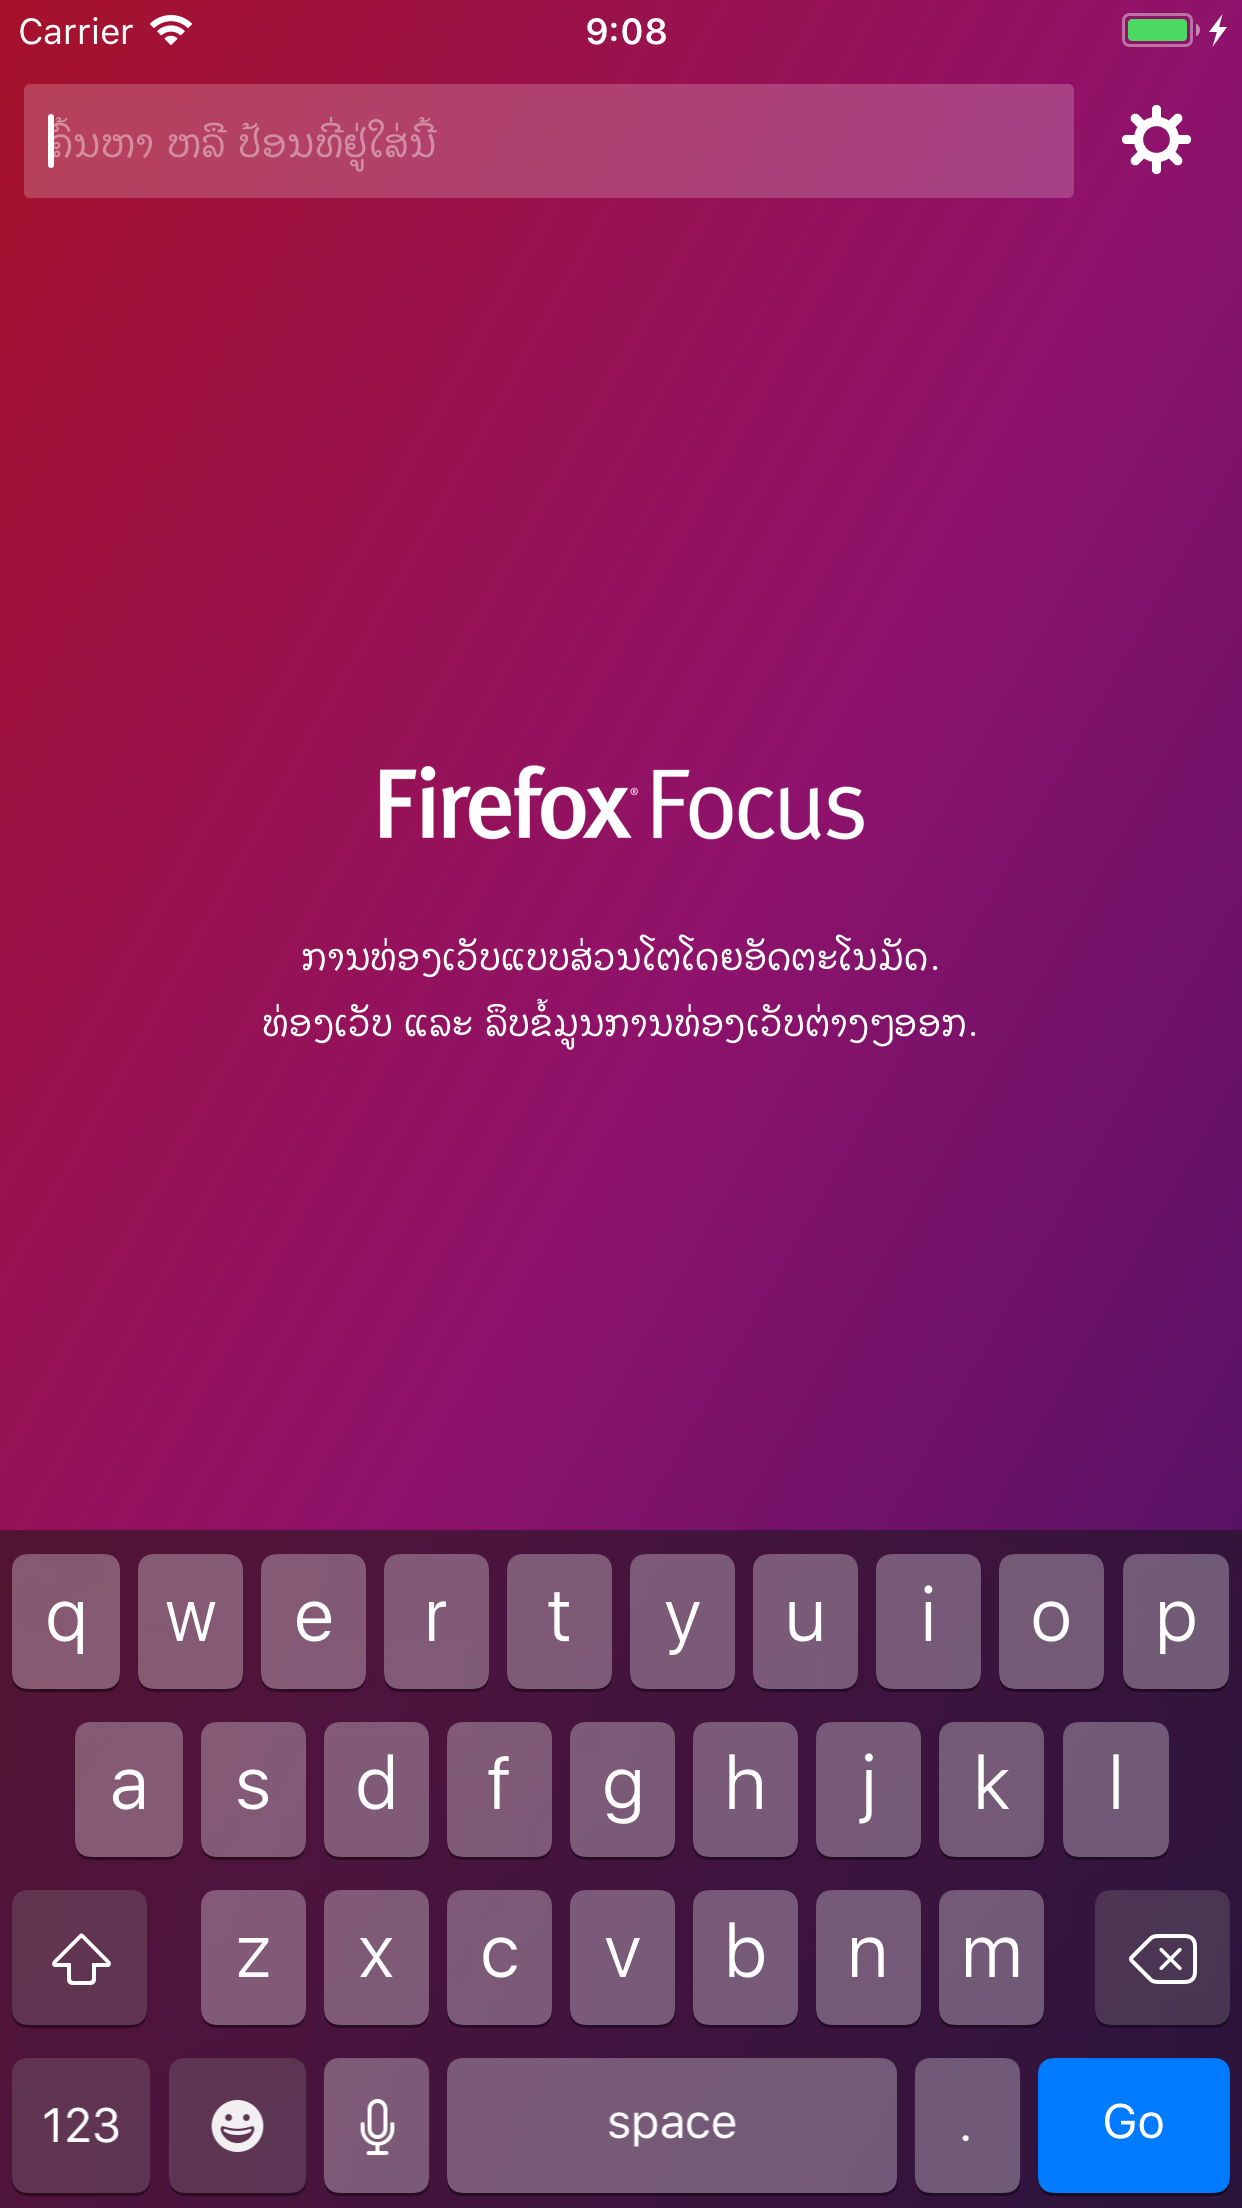 Carrier 9:08
ຄົ້ນຫາ ຫລື ປ້ອນທີ່ຢູ່ໃສ່ນີ້
Firefox® Focus
ການທ່ອງເວັບແບບສ່ວນໂຕໂດຍອັດຕະໂນມັດ.
ທ່ອງເວັບ ແລະ ລຶບຂໍ້ມູນການທ່ອງເວັບຕ່າງໆອອກ.
q w e r t y u i o p
a s d f g h j k l
z x c v b n m
123 space . Go